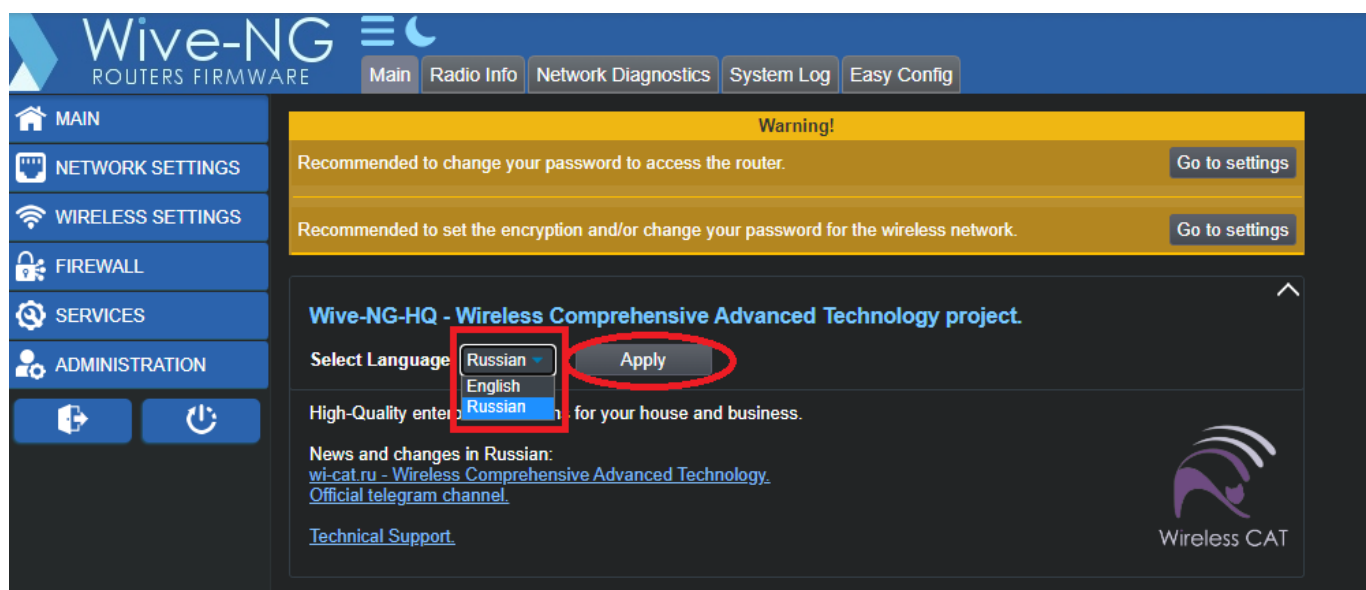 Wive-NG
ROUTERS FIRMWARE
Main Radio Info Network Diagnostics System Log Easy Config
MAIN
NETWORK SETTINGS
WIRELESS SETTINGS
FIREWALL
SERVICES
ADMINISTRATION
Warning!
Recommended to change your password to access the router. Go to settings
Recommended to set the encryption and/or change your password for the wireless network. Go to settings
Wive-NG-HQ - Wireless Comprehensive Advanced Technology project.
Select Language Russian Apply
English
Russian
High-Quality for your house and business.
News and changes in Russian:
wi-cat.ru - Wireless Comprehensive Advanced Technology.
Official telegram channel.
Technical Support.
Wireless CAT